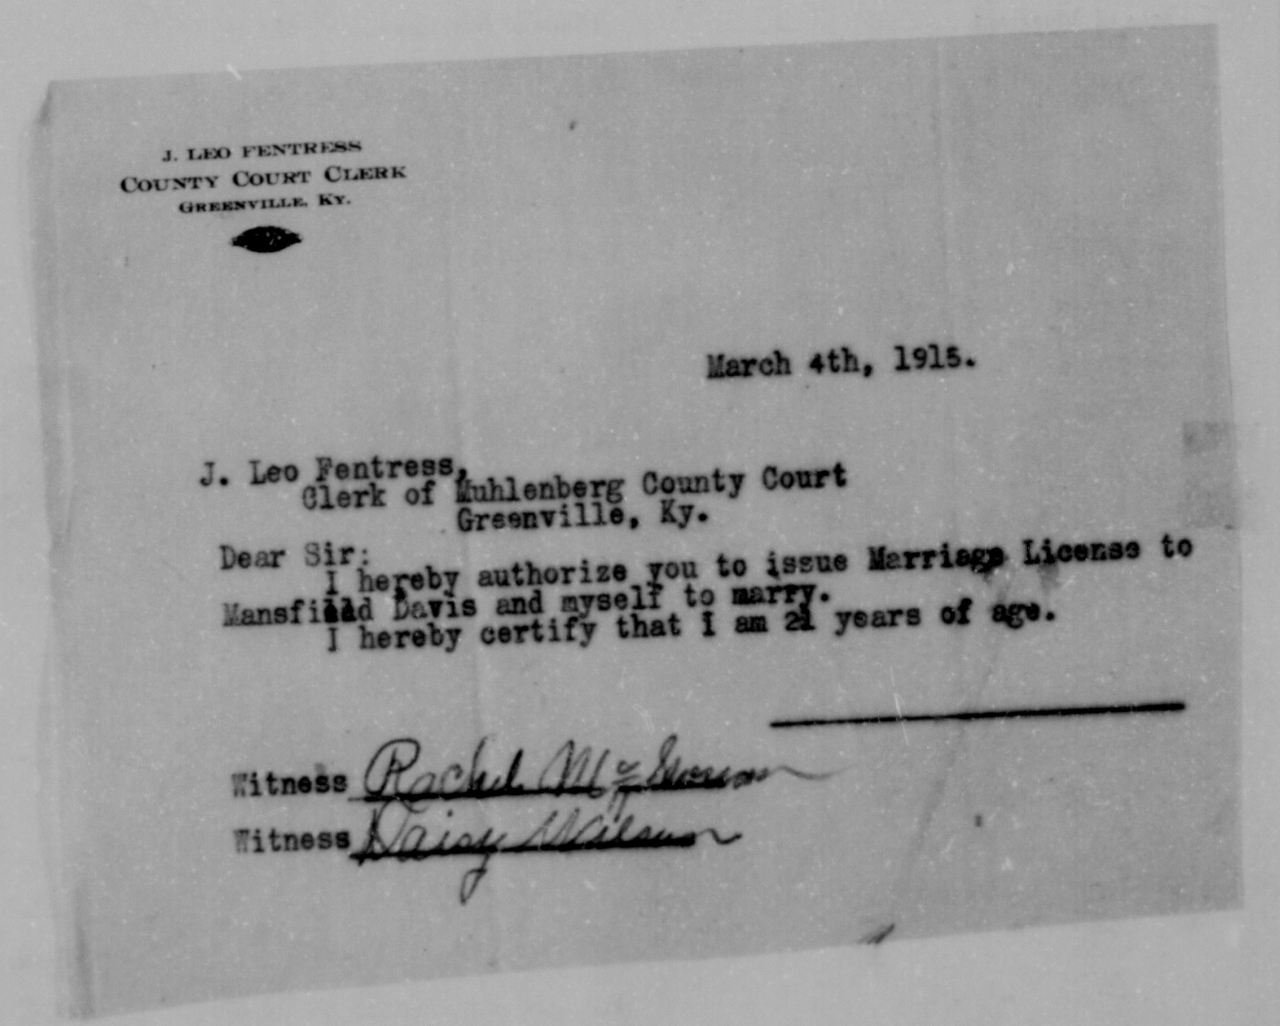 J. LEO FENTRESS
COUNTY COURT CLERK
GREENVILLE, KY.
March 4th, 1915.
J. Leo Fentress,
Clerk of Muhlenberg County Court
Greenville, Ky.
Dear Sir:
I hereby authorize you to issue Marriage License to
Davis and myself to marry.
I hereby certify that I am 21 years of age.
Witness Rachel
Witness Daisy Wilson